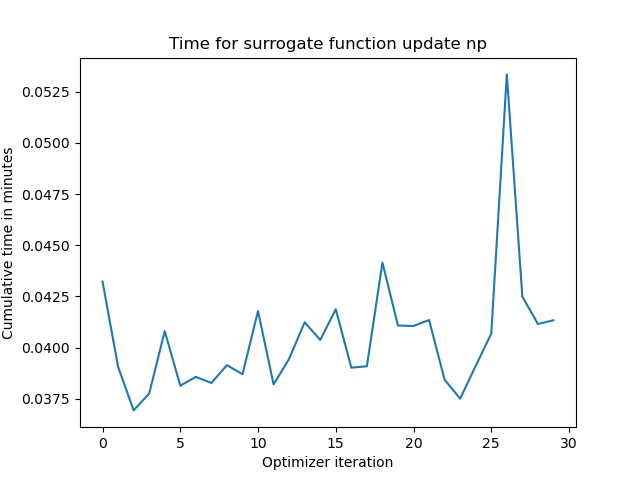 Time for surrogate function update np
Cumulative time in minutes
0.0525
0.0500
0.0475
0.0450
0.0425
0.0400
0.0375
0 5 10 15 20 25 30
Optimizer iteration